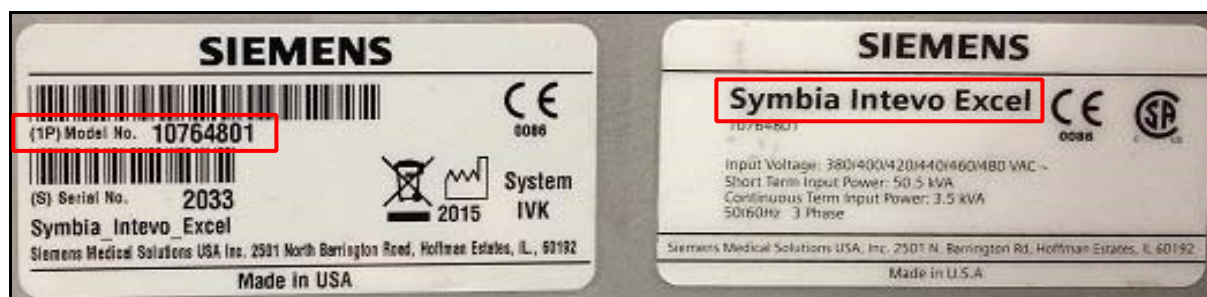 SIEMENS
(1P) Model No. 10764801
0086
(S) Serial No. 2033
2015
System
IVK
Symbia_Intevo_Excel
Siemens Medical Solutions USA Inc. 2501 North Barrington Road, Hoffman Estates, IL., 60192
Made in USA
SIEMENS
Symbia Intevo Excel
10764801
0086
Input Voltage: 380/400/420/440/460/480 VAC ~
Short Term Input Power: 50.5 kVA
Continuous Term Input Power: 3.5 kVA
50/60Hz 3 Phase
Siemens Medical Solutions USA, Inc. 2501 N. Barrington Rd, Hoffman Estates, IL 60192
Made in U.S.A